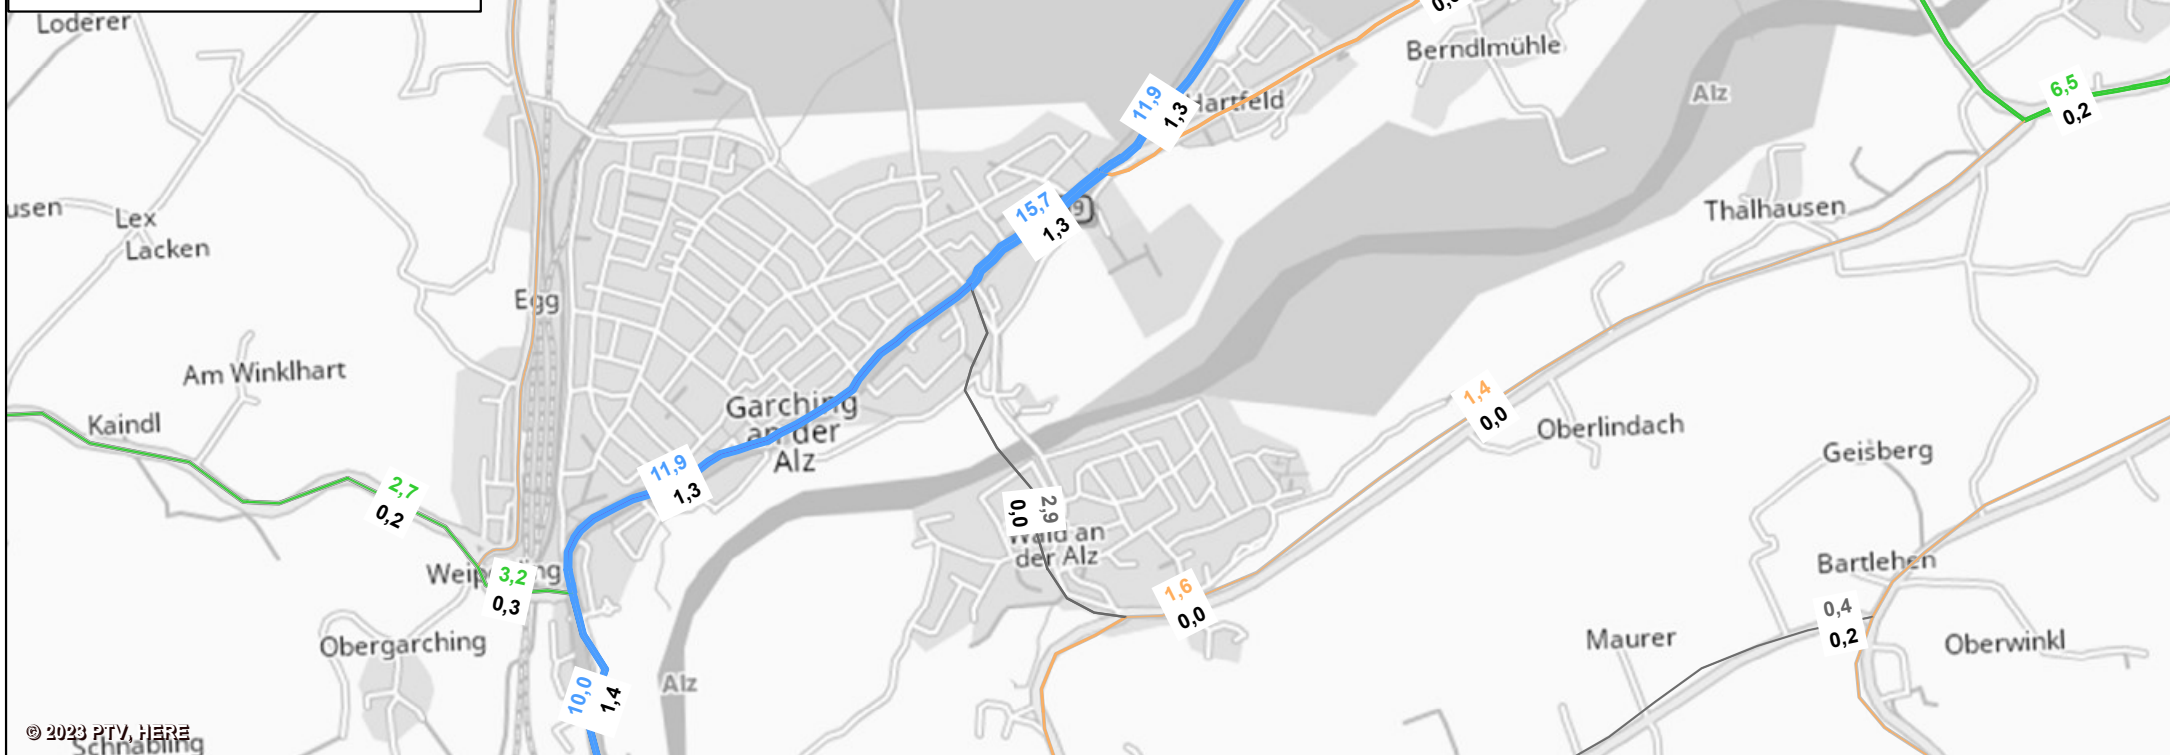 Loderer
Berndlmühle
Alz
6,5
0,2
11,9
1,3
Hartfeld
usen
Lex
Lacken
15,7
1,3
9
Thalhausen
Egg
Am Winklhart
Kaindl
Garching
an der
Alz
1,4
0,0
Oberlindach
Geisberg
11,9
1,3
2,7
0,2
2,9
0,0
Wald an
der Alz
Bartlehen
3,2
0,3
1,6
0,0
0,4
0,2
Obergarching
Maurer
Oberwinkl
Alz
10,0
1,4
© 2023 PTV, HERE
Schnabling